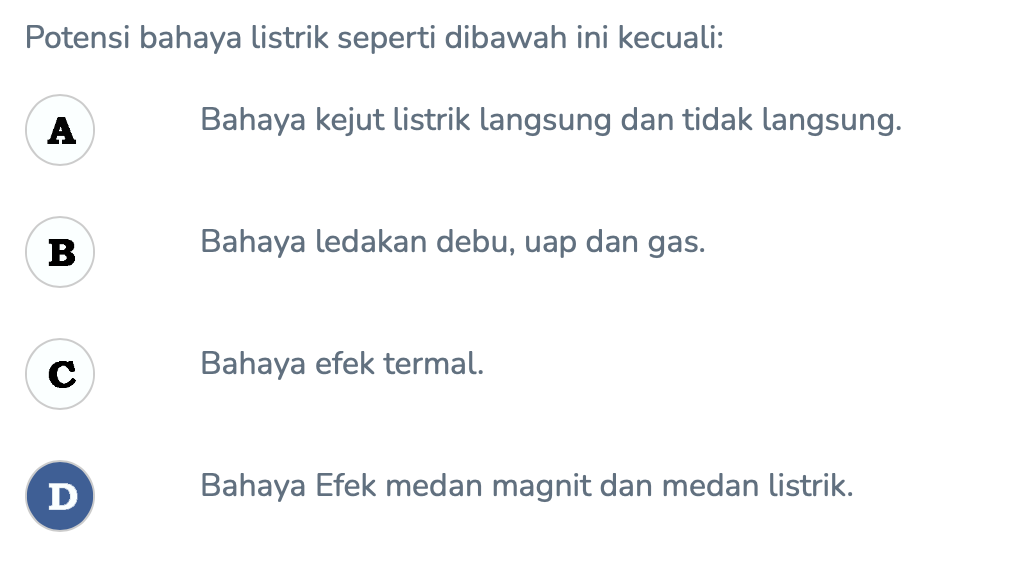 Potensi bahaya listrik seperti dibawah ini kecuali:
A Bahaya kejut listrik langsung dan tidak langsung.
B Bahaya ledakan debu, uap dan gas.
C Bahaya efek termal.
D Bahaya Efek medan magnit dan medan listrik.